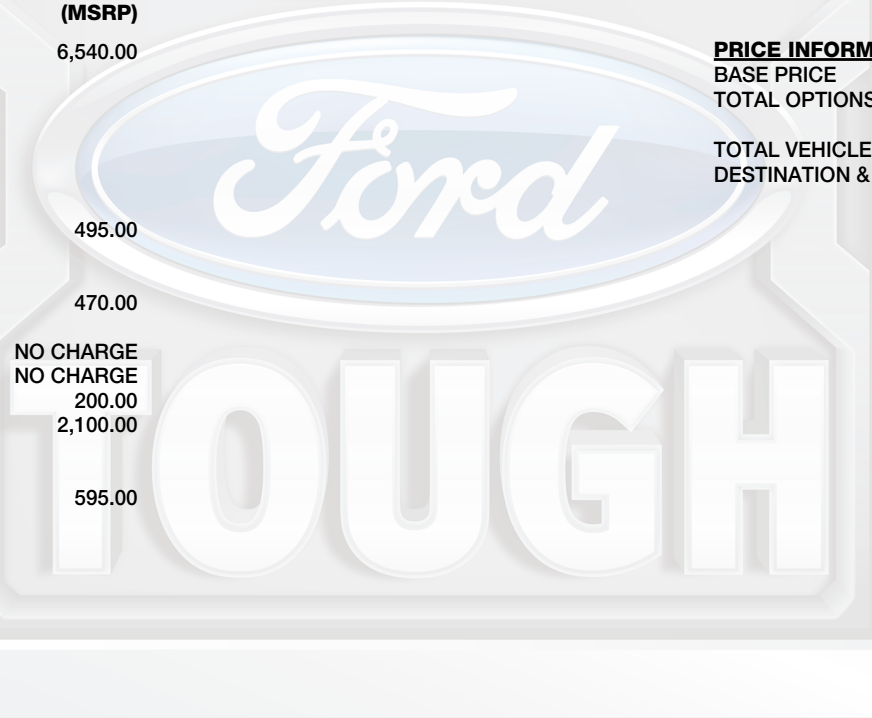 (MSRP)
6,540.00
495.00
470.00
NO CHARGE
NO CHARGE
200.00
2,100.00
595.00
PRICE INFORM
BASE PRICE
TOTAL OPTIONS
TOTAL VEHICLE
DESTINATION &
Ford
TOUGH